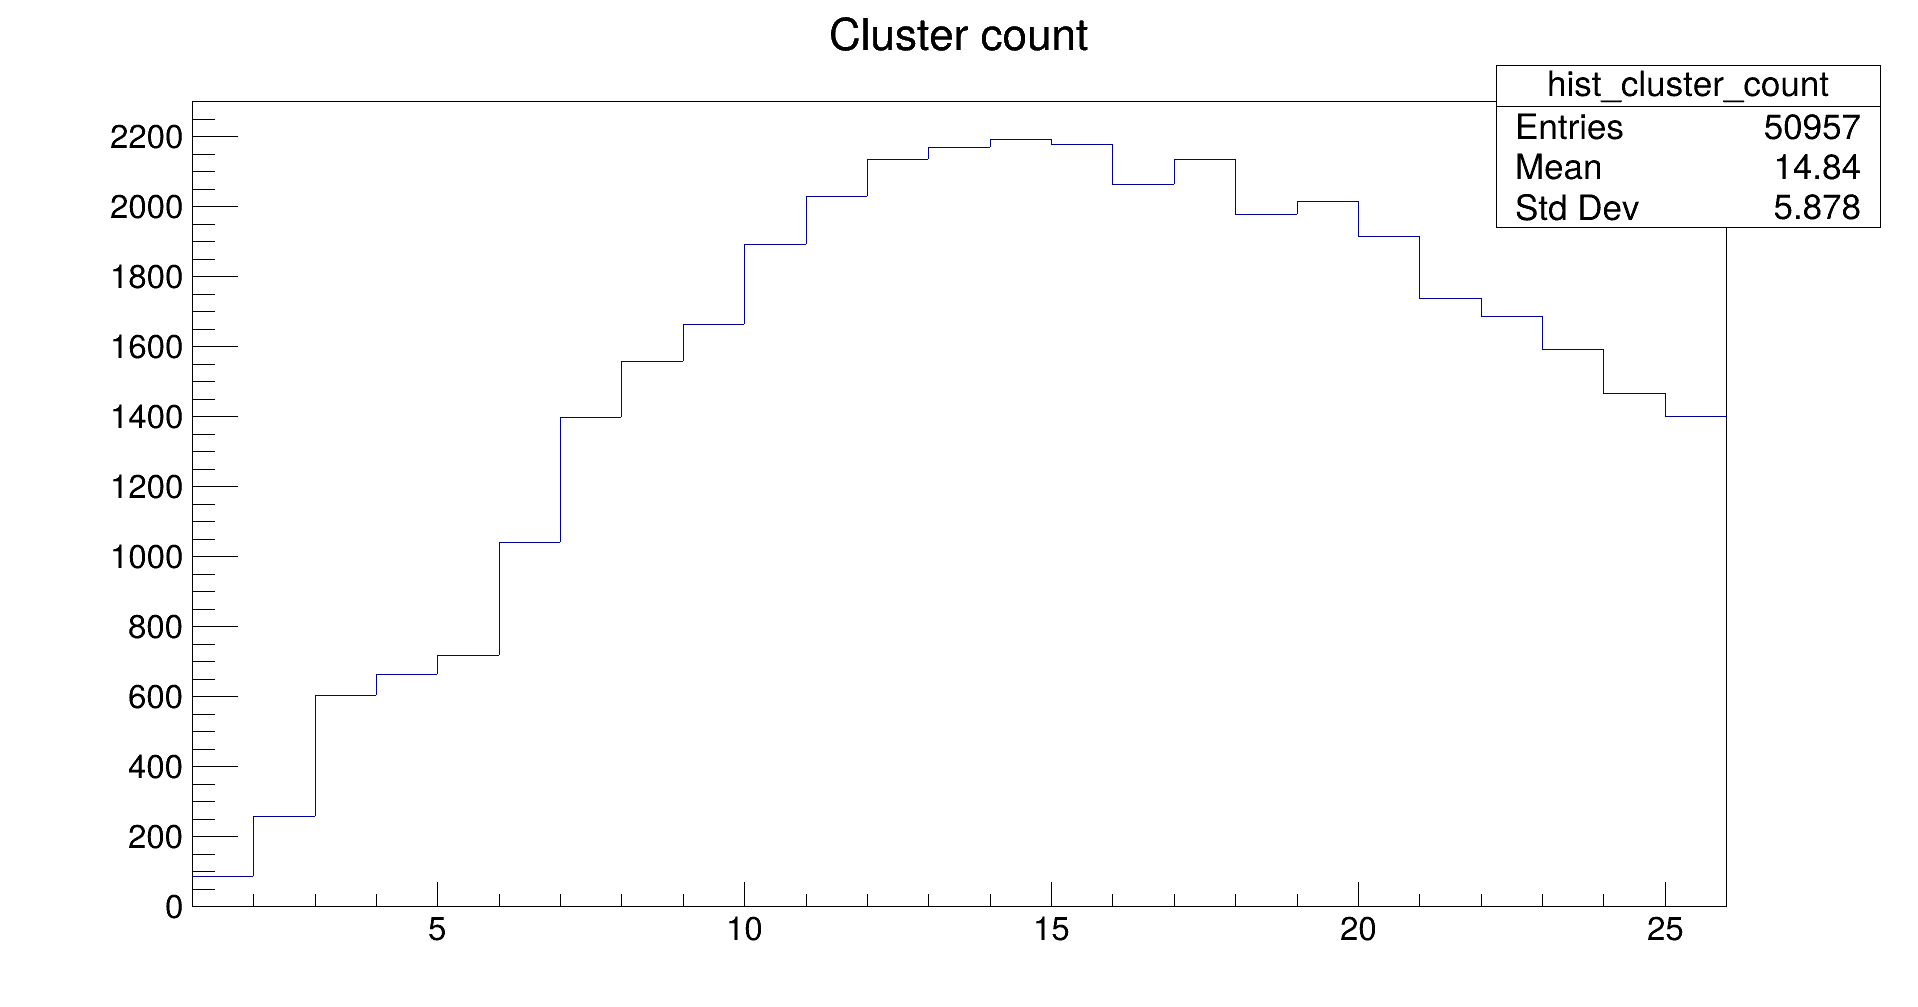 Cluster count
hist_cluster_count
Entries 50957
Mean 14.84
Std Dev 5.878
2200
2000
1800
1600
1400
1200
1000
800
600
400
200
0
5 10 15 20 25